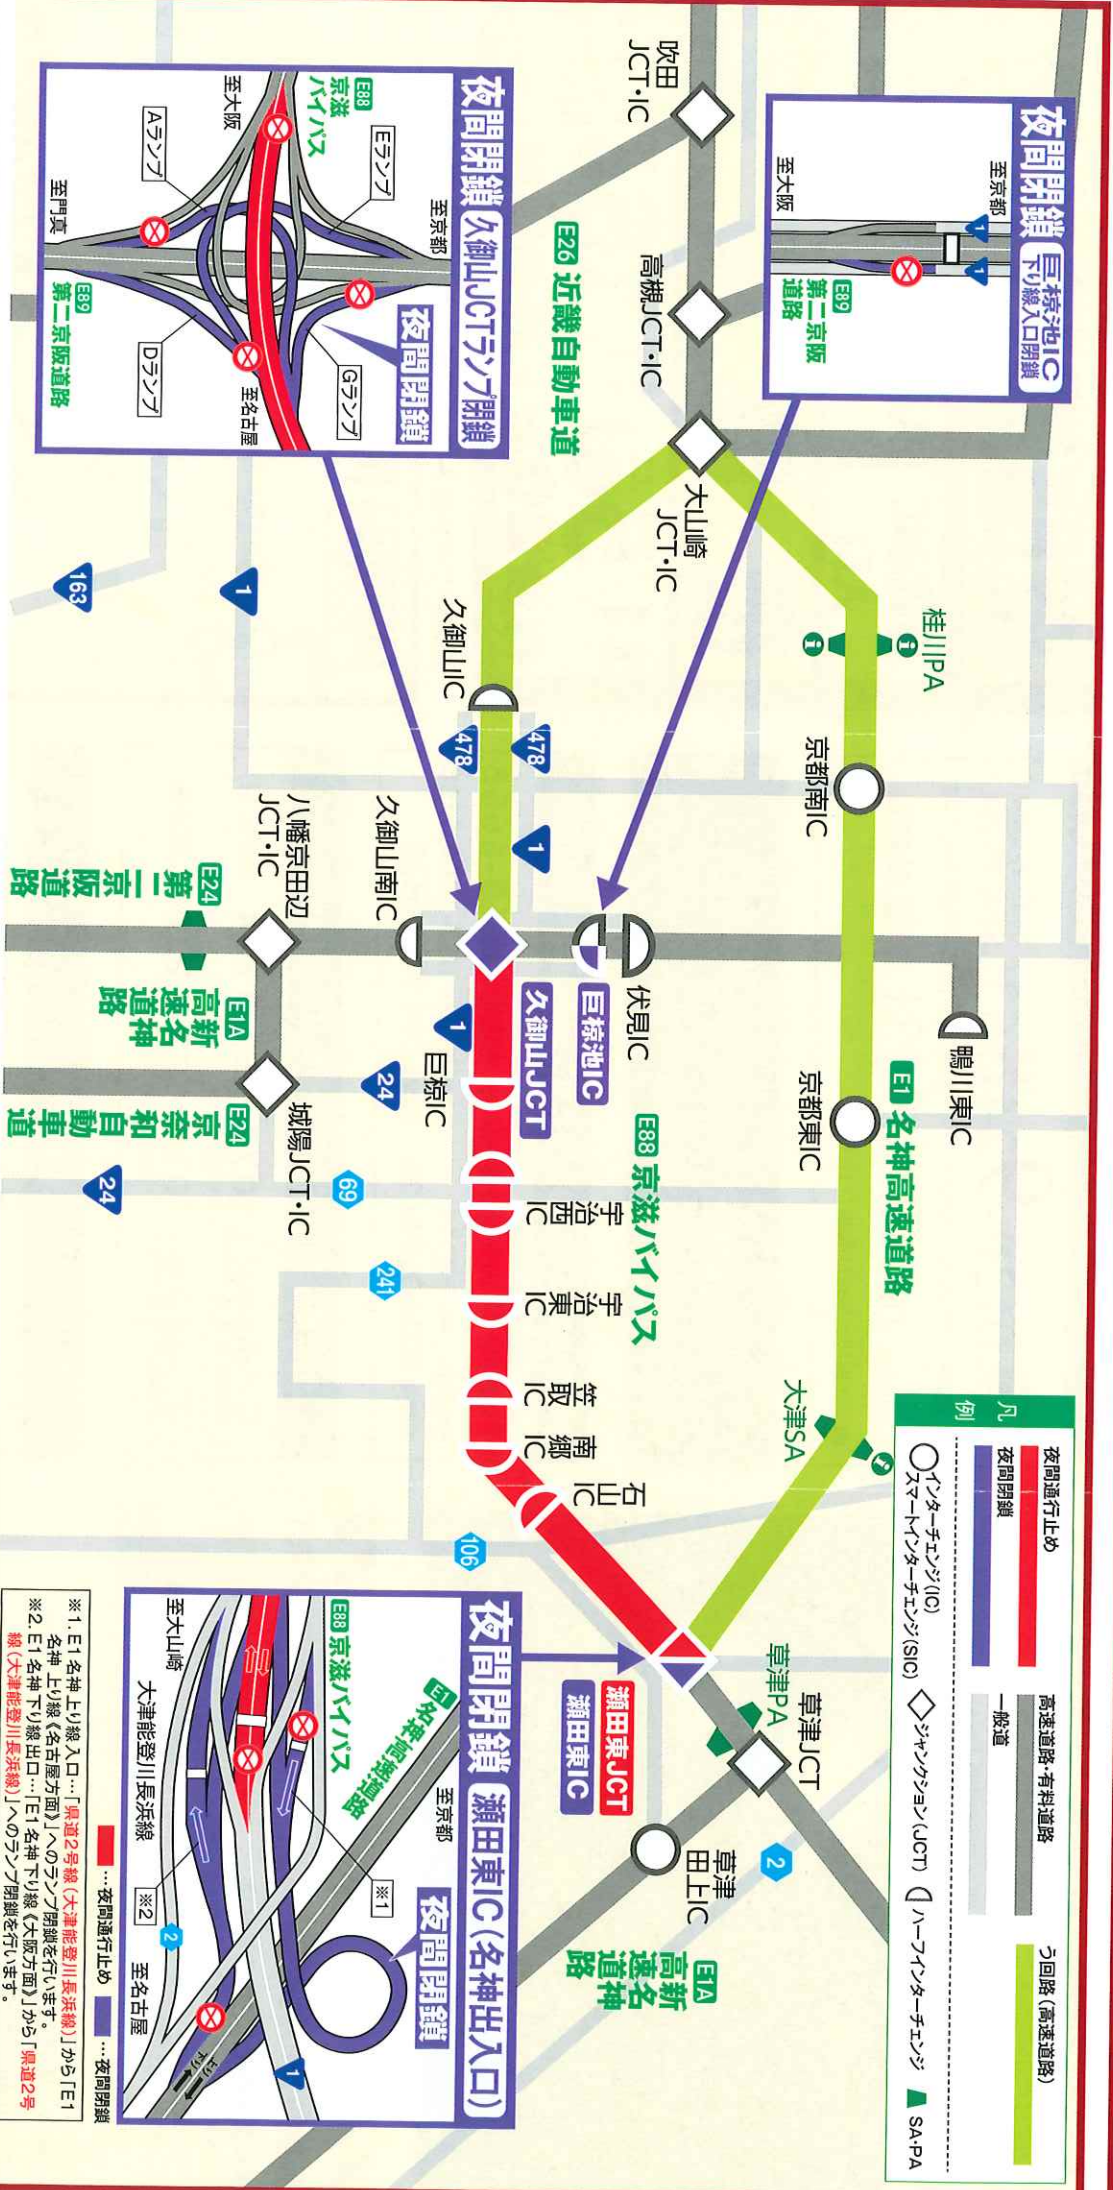 夜間閉鎖 巨椋池IC
下り線入口閉鎖
至京都
至大阪
1
1
E89
第二京阪
道路
夜間閉鎖 久御山JCTランプ閉鎖
E88
京滋
バイパス
至大阪
Aランプ
Eランプ
至京都
至門真
E89
第二京阪道路
Dランプ
Gランプ
至名古屋
夜間閉鎖
吹田
JCT・IC
E26 近畿自動車道
高槻JCT・IC
大山崎
JCT・IC
桂川PA
京都南IC
久御山IC
478
478
1
163
1
久御山南IC
八幡京田辺
JCT・IC
E24
第二京阪道路
E1A
新名神
高速道路
城陽JCT・IC
E24
京奈和自動車道
24
24
1
久御山JCT
巨椋池IC
伏見IC
鴨川東IC
京都東IC
E1 名神高速道路
E88 京滋バイパス
巨椋IC
宇治西
IC
宇治東
IC
笠取
IC
南郷
IC
石山
IC
69
241
106
大津SA
瀬田東JCT
瀬田東IC
草津PA
草津JCT
草津
田上IC
2
E1A
新名神
高速道路
凡例
夜間通行止め
夜間閉鎖
高速道路・有料道路
一般道
う回路(高速道路)
インターチェンジ(IC)
スマートインターチェンジ(SIC)
ジャンクション(JCT)
ハーフインターチェンジ
SA・PA
夜間閉鎖 瀬田東IC(名神出入口)
E88 京滋バイパス
E1 名神高速道路
至京都
至大山崎
大津能登川長浜線
※1
※2
夜間閉鎖
2
至名古屋
上り
下り
1
…夜間通行止め
…夜間閉鎖
※1. E1 名神上り線入口…「県道2号線(大津能登川長浜線)」から「E1
名神 上り線《名古屋方面》」へのランプ閉鎖を行います。
※2. E1 名神下り線出口…「E1 名神下り線《大阪方面》」から「県道2号
線(大津能登川長浜線)」へのランプ閉鎖を行います。